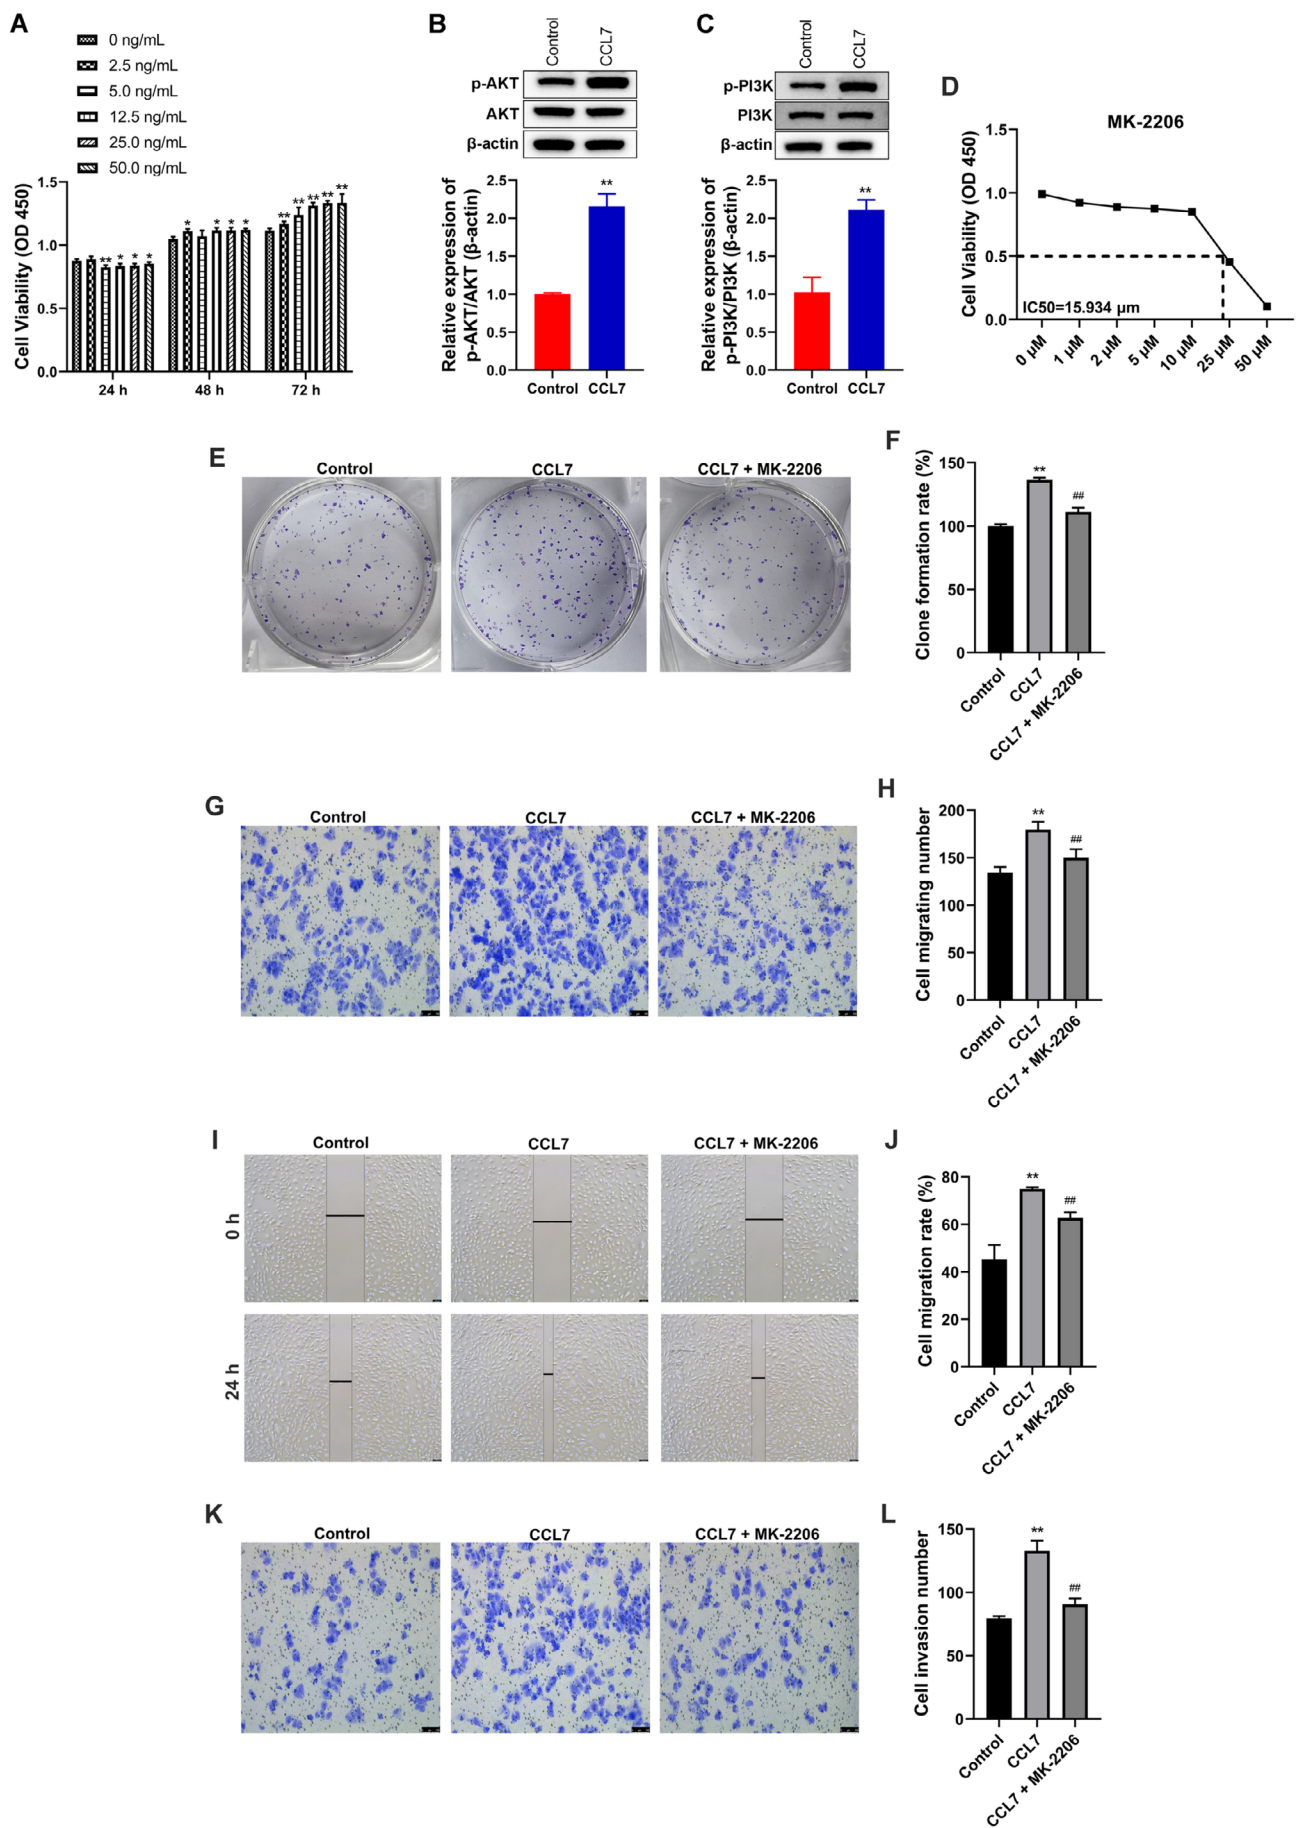 A
0 ng/mL
2.5 ng/mL
5.0 ng/mL
12.5 ng/mL
25.0 ng/mL
50.0 ng/mL
Cell Viability (OD 450)
1.5
1.0
0.5
0.0
** * * *
* * * *
** ** ** ** **
24 h 48 h 72 h
B
Control CCL7
p-AKT
AKT
β-actin
Relative expression of
p-AKT/AKT (β-actin)
2.5
2.0
1.5
1.0
0.5
0.0
**
Control CCL7
C
Control CCL7
p-PI3K
PI3K
β-actin
Relative expression of
p-PI3K/PI3K (β-actin)
2.5
2.0
1.5
1.0
0.5
0.0
**
Control CCL7
D
MK-2206
Cell Viability (OD 450)
1.5
1.0
0.5
0.0
IC50=15.934 μm
0 μM 1 μM 2 μM 5 μM 10 μM 25 μM 50 μM
E
Control CCL7 CCL7 + MK-2206
F
Clone formation rate (%)
150
100
50
0
**
##
Control CCL7 CCL7 + MK-2206
G
Control CCL7 CCL7 + MK-2206
H
Cell migrating number
200
150
100
50
0
**
##
Control CCL7 CCL7 + MK-2206
I
Control CCL7 CCL7 + MK-2206
0 h
24 h
J
Cell migration rate (%)
80
60
40
20
0
**
##
Control CCL7 CCL7 + MK-2206
K
Control CCL7 CCL7 + MK-2206
L
Cell invasion number
150
100
50
0
**
##
Control CCL7 CCL7 + MK-2206